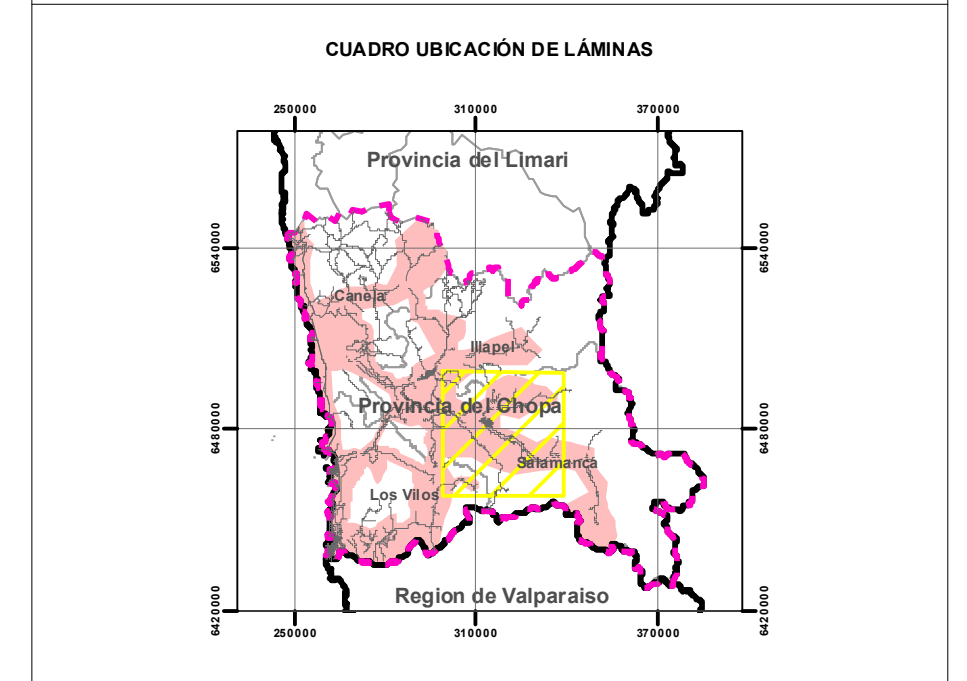 CUADRO UBICACIÓN DE LÁMINAS
250000 310000 370000
Provincia del Limari
6540000 6540000
Canela
Illapel
Provincia del Chopa
6480000 6480000
Salamanca
Los Vilos
Region de Valparaiso
6420000 6420000
250000 310000 370000